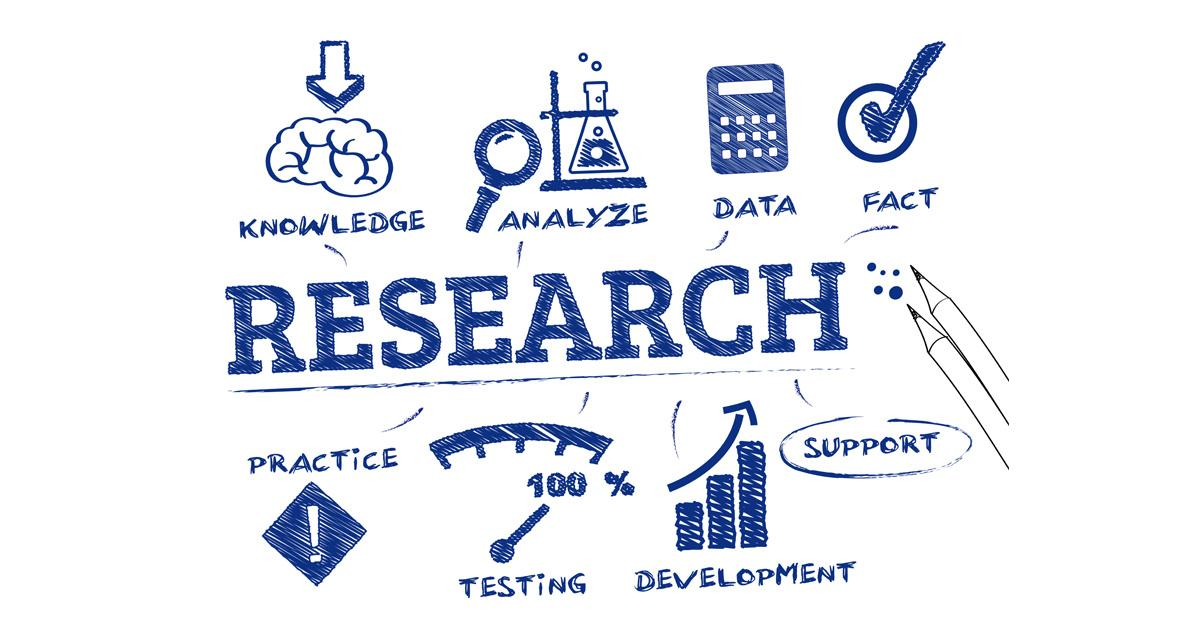 KNOWLEDGE
ANALYZE
DATA
FACT
RESEARCH
PRACTiCE
100 %
SUPPORT
!
TESTiNG
DEVELOPMENT